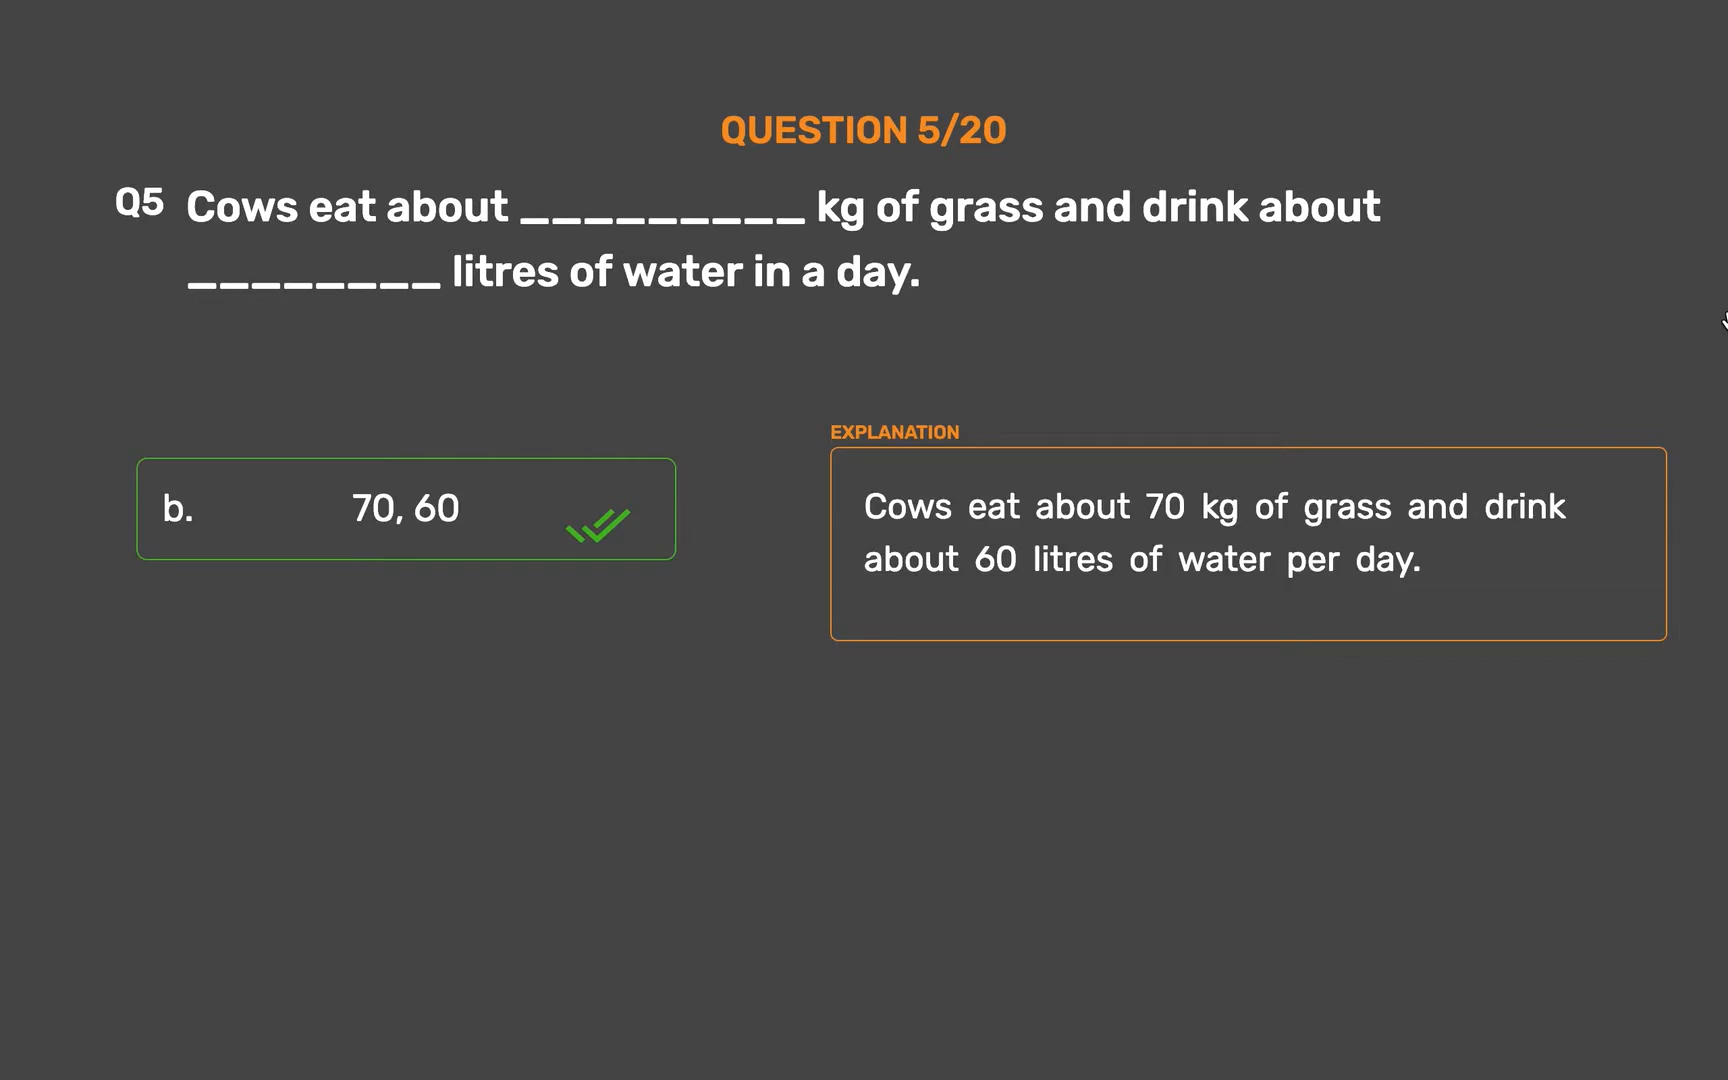 QUESTION 5/20
Q5 Cows eat about _________ kg of grass and drink about
________ litres of water in a day.
b. 70, 60
EXPLANATION
Cows eat about 70 kg of grass and drink
about 60 litres of water per day.